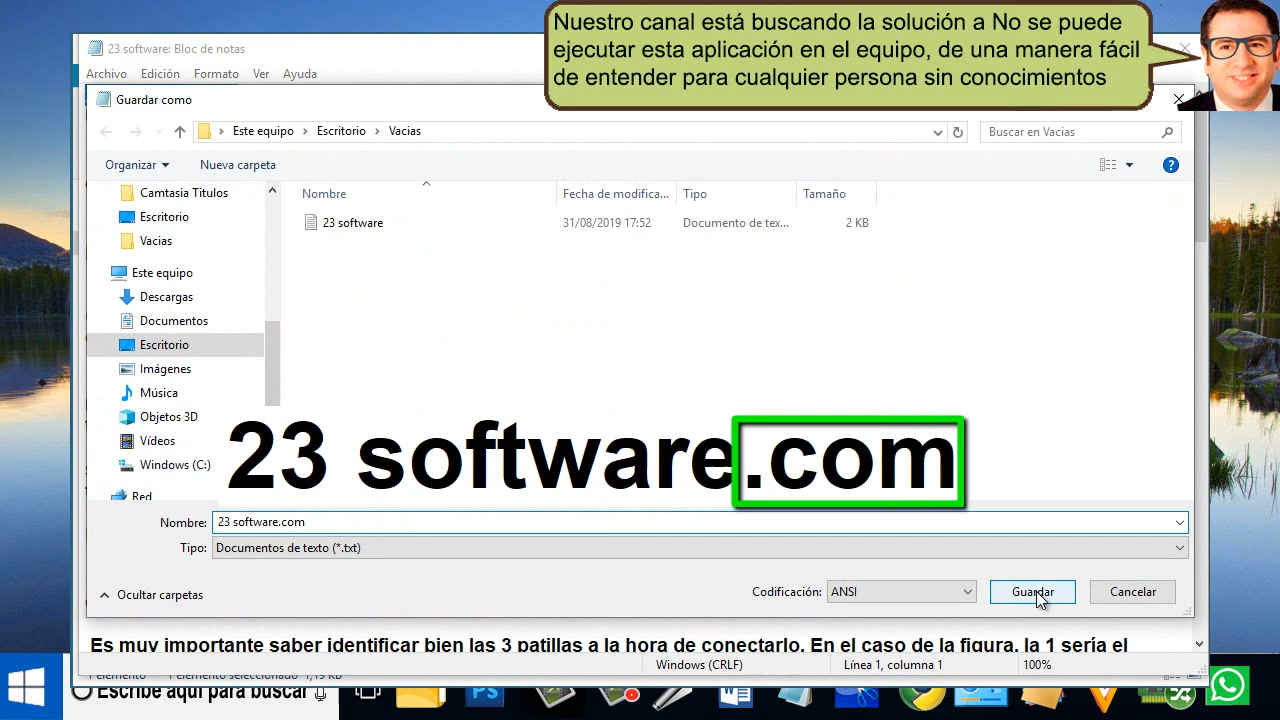 Nuestro canal está buscando la solución a No se puede
ejecutar esta aplicación en el equipo, de una manera fácil
de entender para cualquier persona sin conocimientos
23 software: Bloc de notas
Archivo Edición Formato Ver Ayuda
Guardar como
Este equipo > Escritorio > Vacias
Buscar en Vacias
Organizar Nueva carpeta
Camtasia Titulos
Escritorio
Vacias
Este equipo
Descargas
Documentos
Escritorio
Imágenes
Música
Objetos 3D
Vídeos
Windows (C:)
Red
Nombre Fecha de modifica... Tipo Tamaño
23 software 31/08/2019 17:52 Documento de tex... 2 KB
23 software.com
Nombre: 23 software.com
Tipo: Documentos de texto (*.txt)
Ocultar carpetas
Codificación: ANSI Guardar Cancelar
Es muy importante saber identificar bien las 3 patillas a la hora de conectarlo. En el caso de la figura, la 1 sería el
Windows (CRLF) Línea 1, columna 1 100%
1 elemento 1 elemento seleccionado 1,19 KB
Escribe aquí para buscar